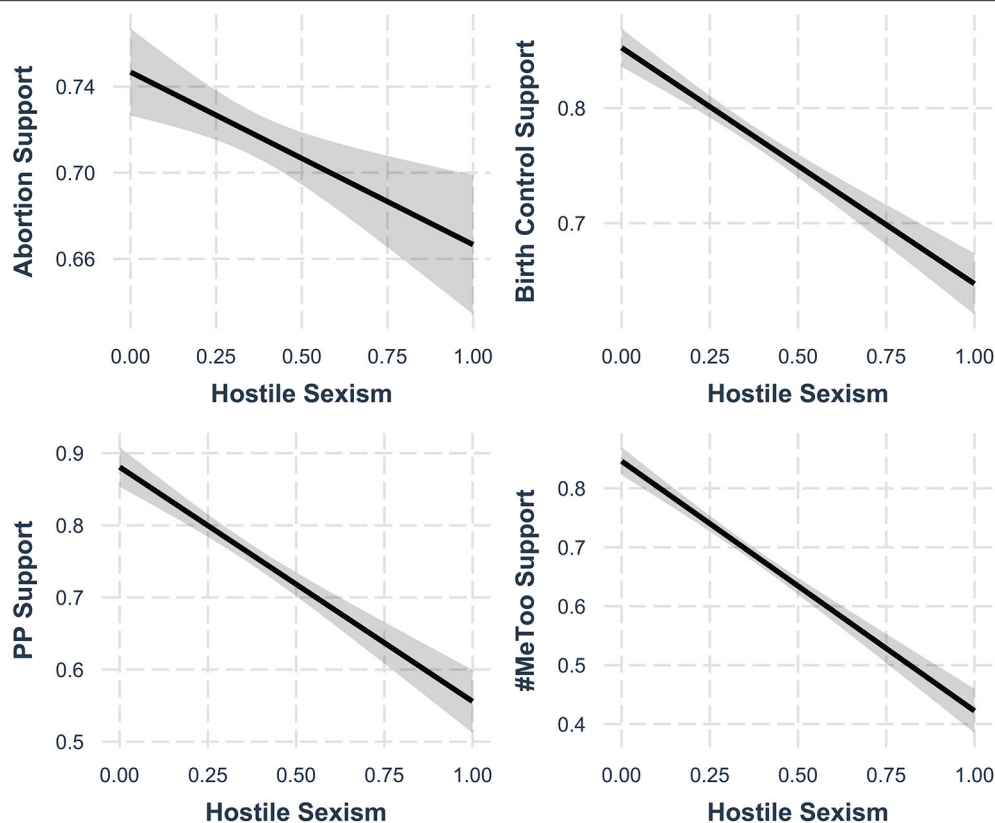 Abortion Support
0.74
0.70
0.66
0.00 0.25 0.50 0.75 1.00
Hostile Sexism
Birth Control Support
0.8
0.7
0.00 0.25 0.50 0.75 1.00
Hostile Sexism
PP Support
0.9
0.8
0.7
0.6
0.5
0.00 0.25 0.50 0.75 1.00
Hostile Sexism
#MeToo Support
0.8
0.7
0.6
0.5
0.4
0.00 0.25 0.50 0.75 1.00
Hostile Sexism